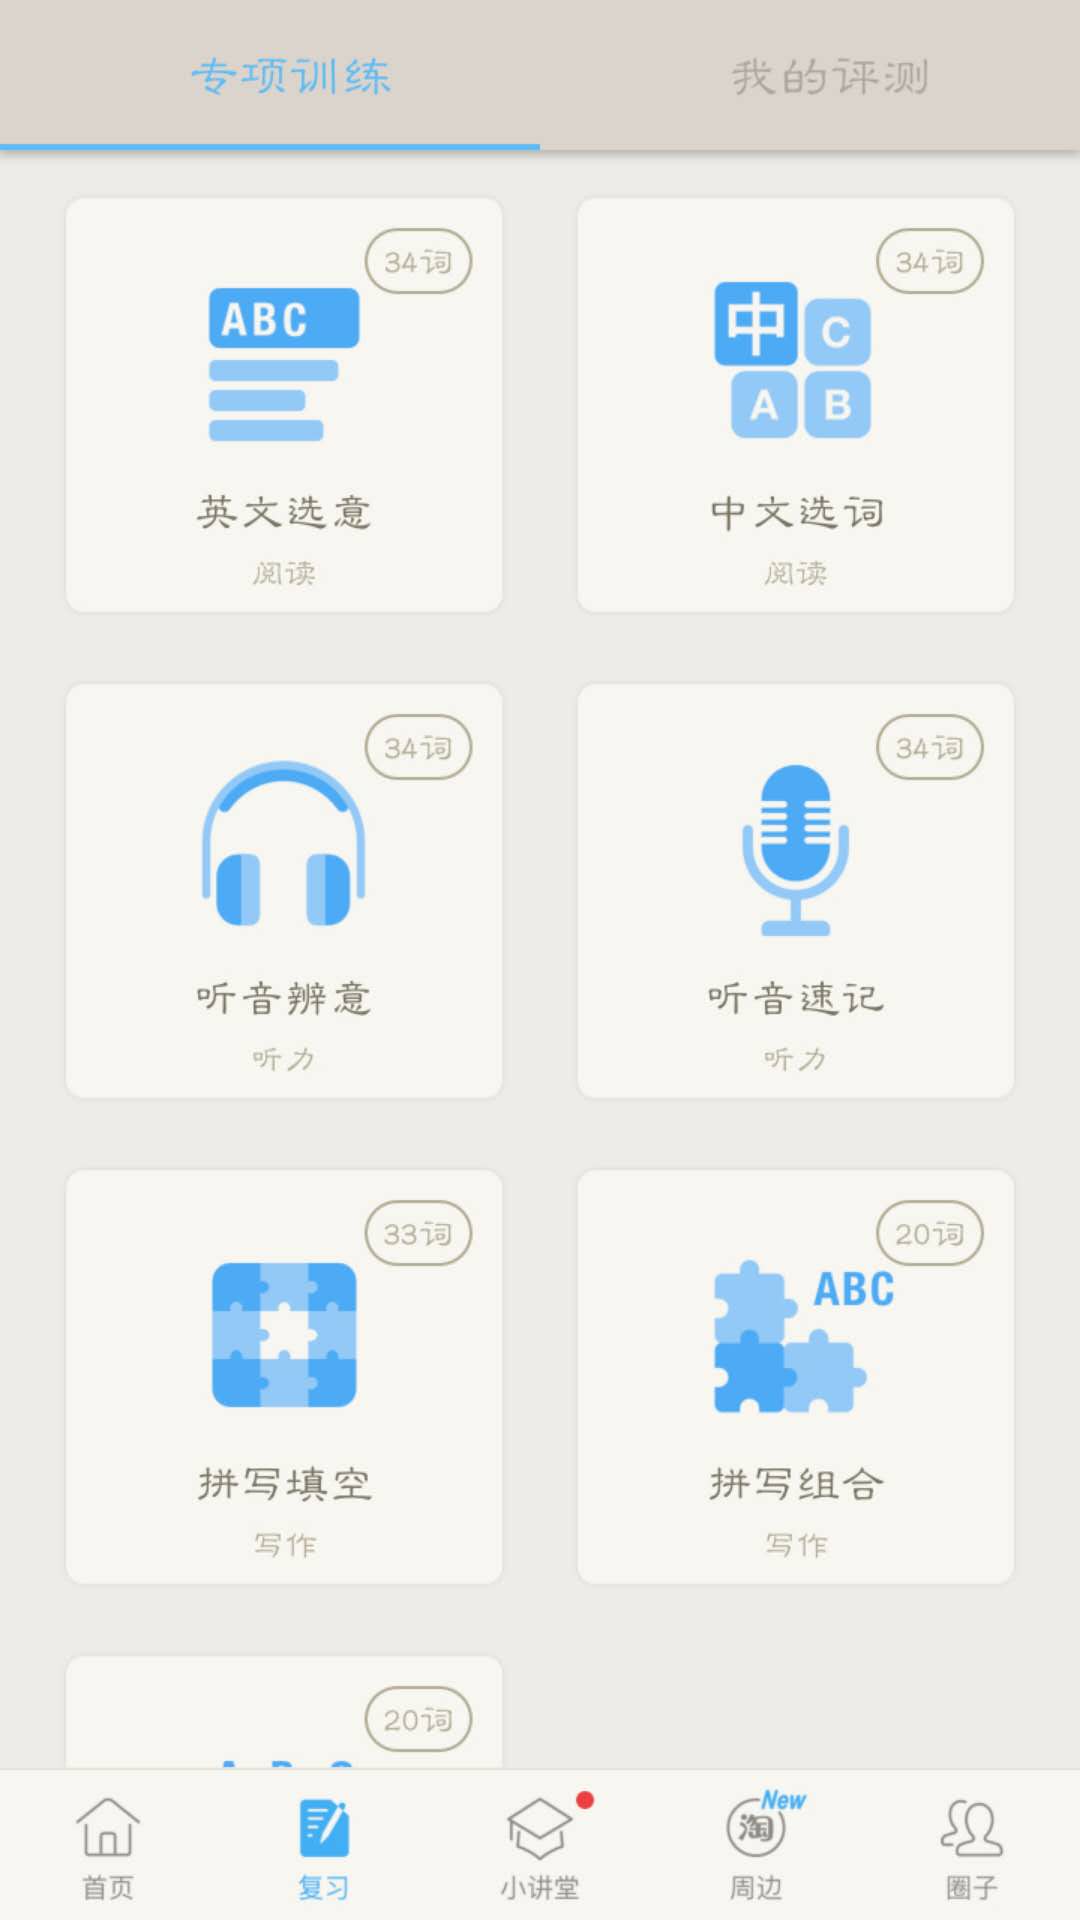 专项训练
我的评测
34词
ABC
英文选意
阅读
34词
中
C
A
B
中文选词
阅读
34词
听音辨意
听力
34词
听音速记
听力
33词
拼写填空
写作
20词
ABC
拼写组合
写作
20词
首页
复习
小讲堂
New
淘
周边
圈子